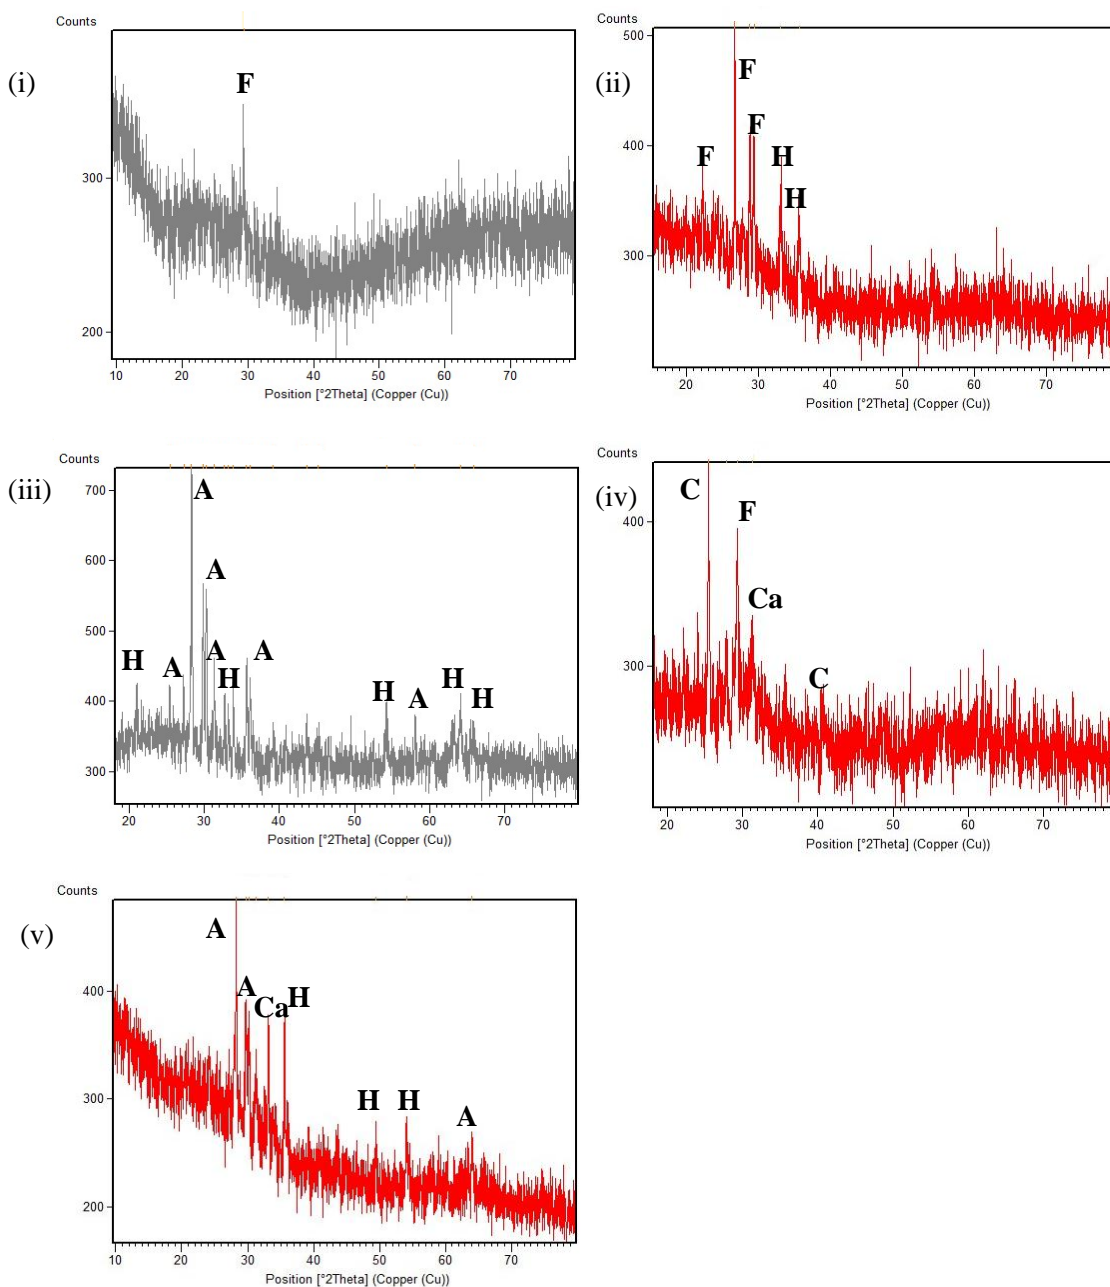 (i)
Counts
F
300
200
10 20 30 40 50 60 70
Position [°2Theta] (Copper (Cu))
(ii)
Counts
500
F
F F H
400
H
300
20 30 40 50 60 70
Position [°2Theta] (Copper (Cu))
(iii)
Counts
700
A
600
A
500
H A A H A H A H H
400
300
20 30 40 50 60 70
Position [°2Theta] (Copper (Cu))
(iv)
Counts
C
F
400
Ca
300
C
20 30 40 50 60 70
Position [°2Theta] (Copper (Cu))
(v)
Counts
A
400
A Ca H
300
H H A
200
10 20 30 40 50 60 70
Position [°2Theta] (Copper (Cu))